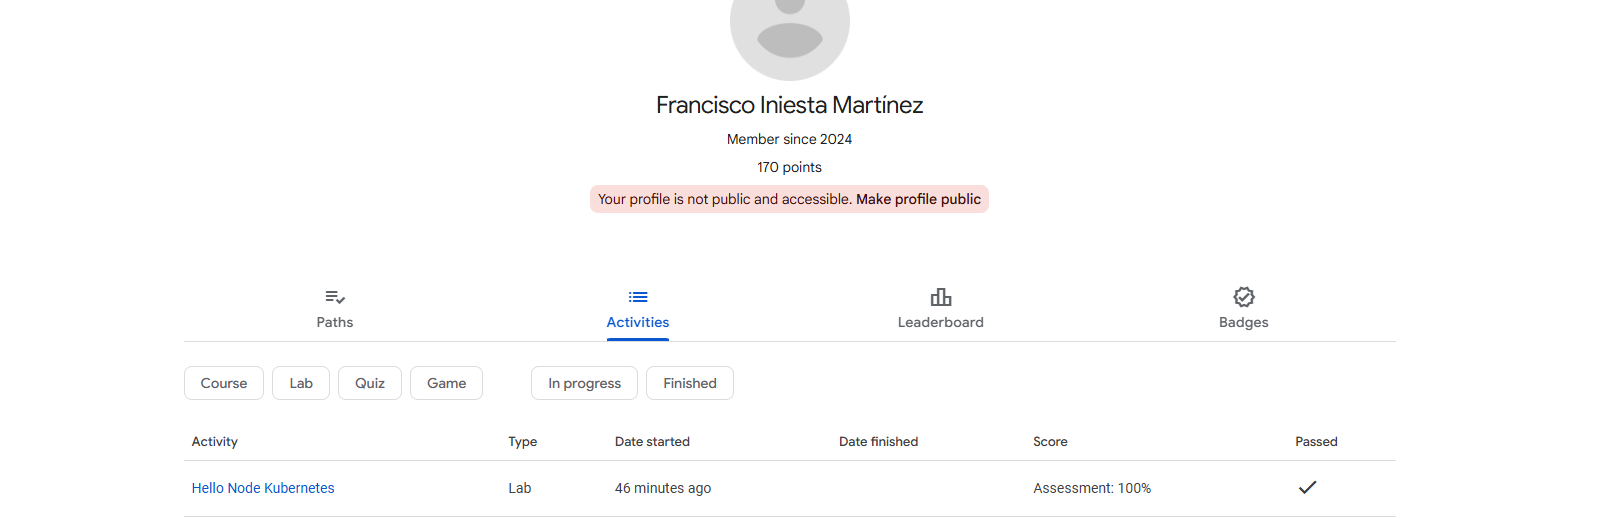 Francisco Iniesta Martínez
Member since 2024
170 points
Your profile is not public and accessible. Make profile public
Paths Activities Leaderboard Badges
Course Lab Quiz Game In progress Finished
Activity Type Date started Date finished Score Passed
Hello Node Kubernetes Lab 46 minutes ago Assessment: 100%